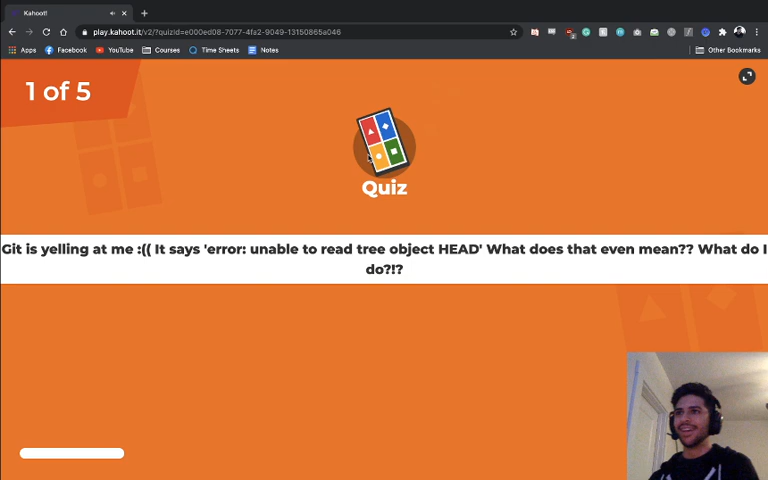 Kahoot!
play.kahoot.it/v2/?quizId=e000ed08-7077-4fa2-9049-13150865a046
Apps Facebook YouTube Courses Time Sheets Notes Other Bookmarks
1 of 5
Quiz
Git is yelling at me :(( It says 'error: unable to read tree object HEAD' What does that even mean?? What do I
do?!?